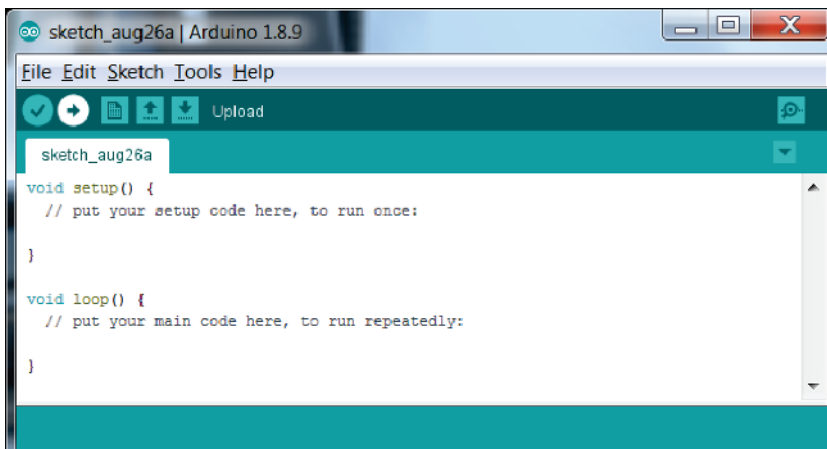 sketch_aug26a | Arduino 1.8.9
File Edit Sketch Tools Help
Upload
sketch_aug26a
void setup() {
  // put your setup code here, to run once:
}
void loop() {
  // put your main code here, to run repeatedly:
}